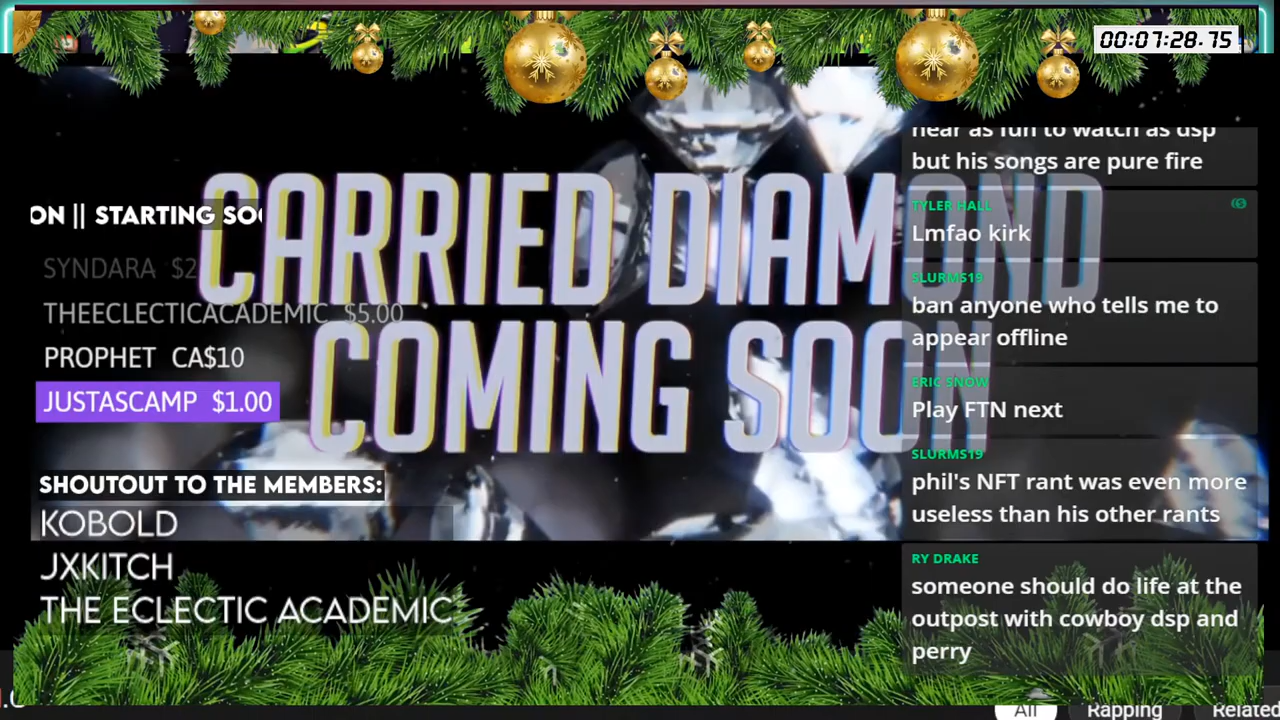 00:07:28.75
CARRIED DIAMOND
COMING SOON
ON || STARTING SOO
SYNDARA $2
THEECLECTICACADEMIC $5.00
PROPHET CA$10
JUSTASCAMP $1.00
SHOUTOUT TO THE MEMBERS:
KOBOLD
JXKITCH
THE ECLECTIC ACADEMIC
near as fun to watch as dsp
but his songs are pure fire
TYLER HALL
Lmfao kirk
SLURMS19
ban anyone who tells me to
appear offline
ERIC SNOW
Play FTN next
SLURMS19
phil's NFT rant was even more
useless than his other rants
RY DRAKE
someone should do life at the
outpost with cowboy dsp and
perry
All Rapping Related